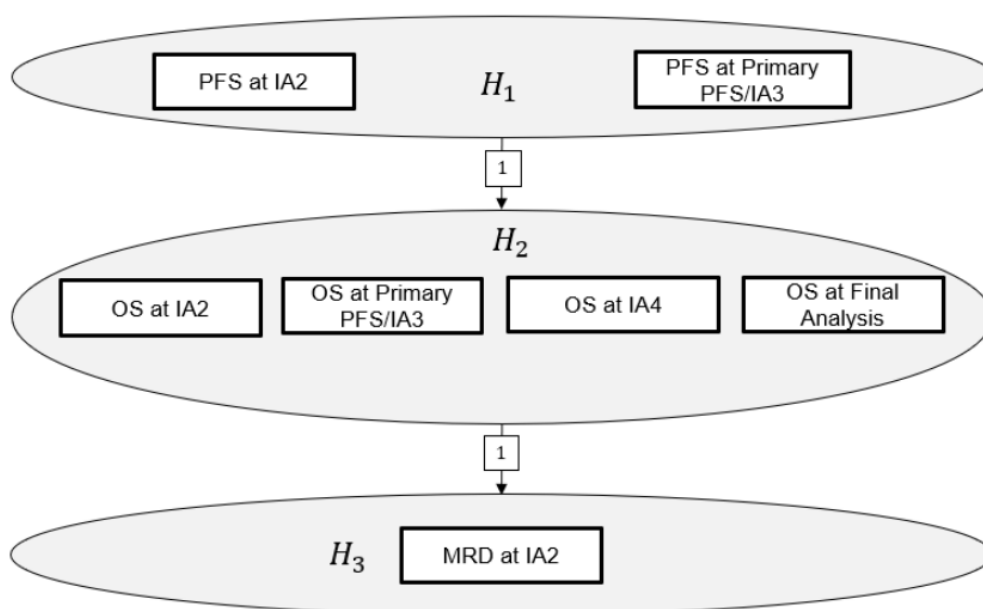 PFS at IA2
H₁
PFS at Primary
PFS/IA3
1
H₂
OS at IA2
OS at Primary
PFS/IA3
OS at IA4
OS at Final
Analysis
1
H₃
MRD at IA2